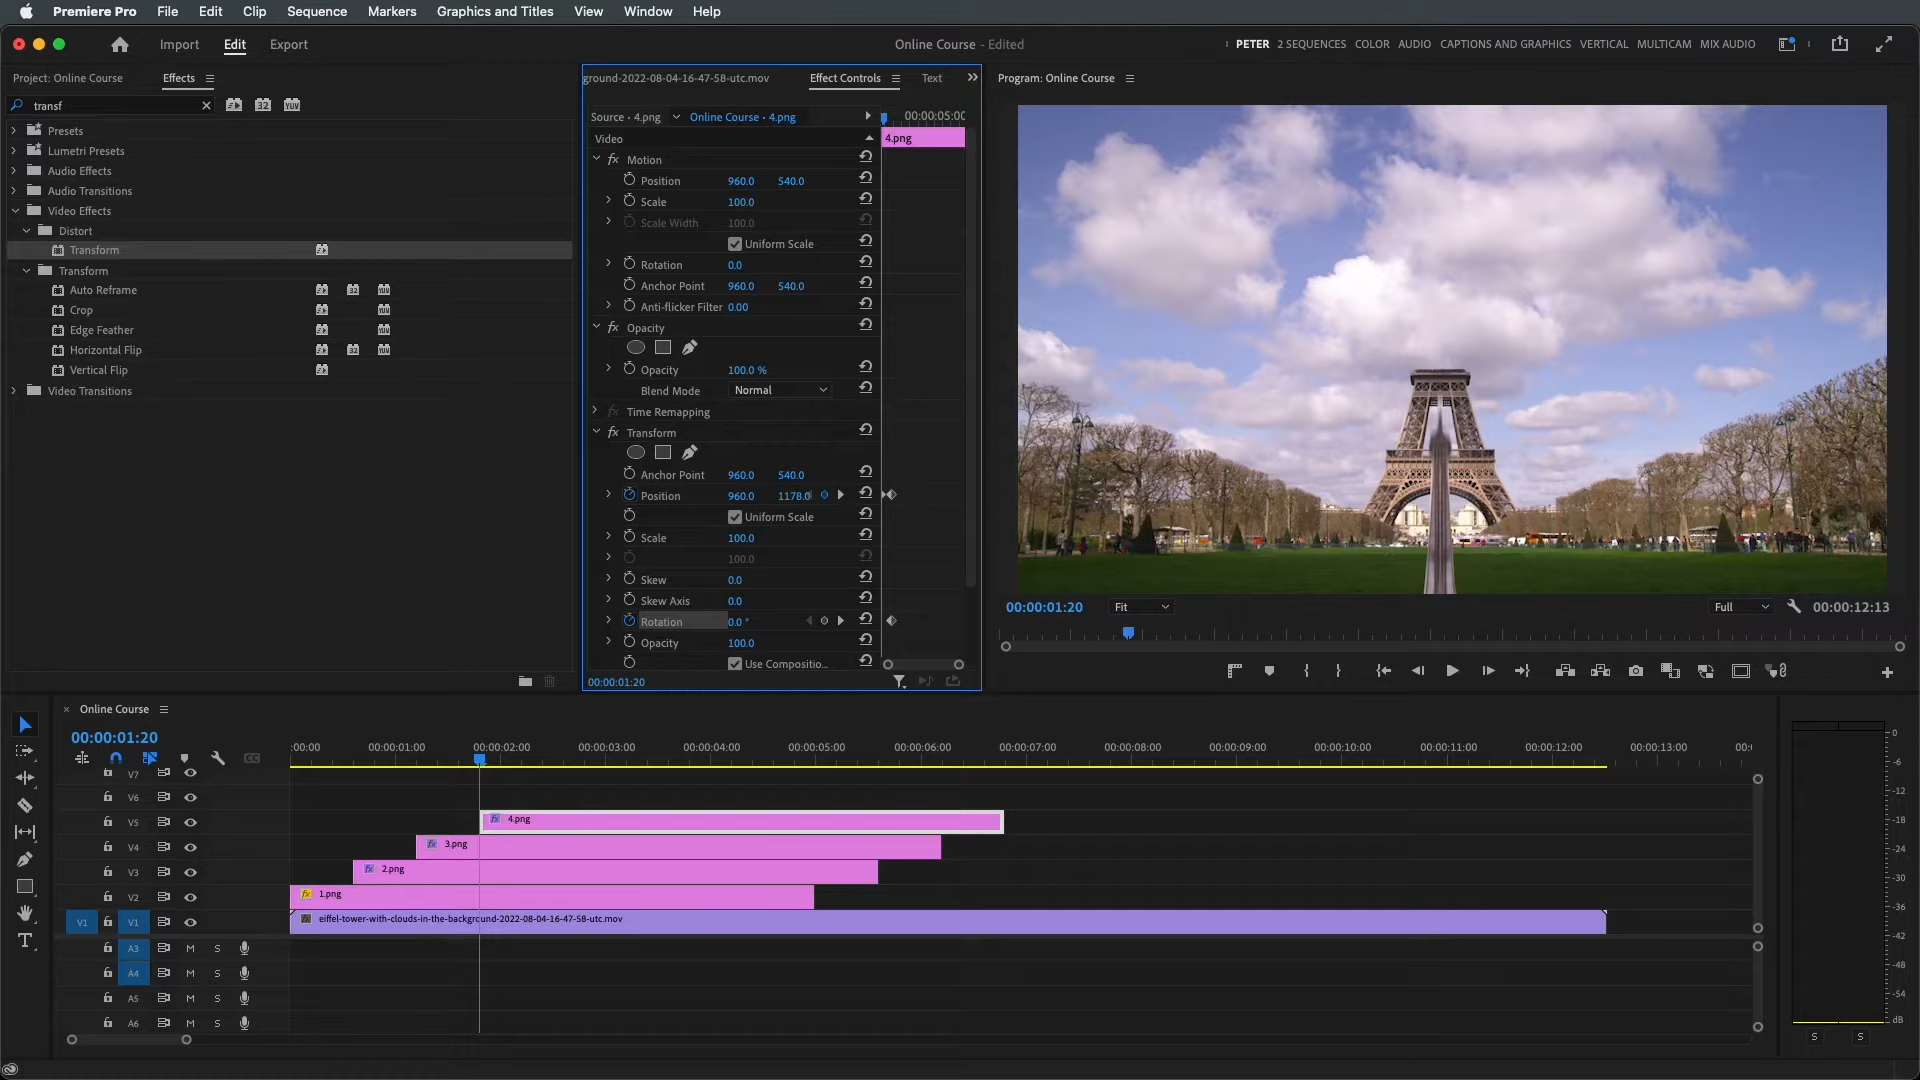 Premiere Pro File Edit Clip Sequence Markers Graphics and Titles View Window Help
Import Edit Export Online Course - Edited PETER 2 SEQUENCES COLOR AUDIO CAPTIONS AND GRAPHICS VERTICAL MULTICAM MIX AUDIO
Project: Online Course Effects
transf
Presets
Lumetri Presets
Audio Effects
Audio Transitions
Video Effects
Distort
Transform
Transform
Auto Reframe
Crop
Edge Feather
Horizontal Flip
Vertical Flip
Video Transitions
ground-2022-08-04-16-47-58-utc.mov Effect Controls Text
Source • 4.png Online Course • 4.png 00:00:05:00
Video 4.png
fx Motion
Position 960.0 540.0
Scale 100.0
Scale Width 100.0
Uniform Scale
Rotation 0.0
Anchor Point 960.0 540.0
Anti-flicker Filter 0.00
fx Opacity
Opacity 100.0 %
Blend Mode Normal
fx Time Remapping
fx Transform
Anchor Point 960.0 540.0
Position 960.0 1178.0
Uniform Scale
Scale 100.0
100.0
Skew 0.0
Skew Axis 0.0
Rotation 0.0 °
Opacity 100.0
Use Compositio...
00:00:01:20
Program: Online Course
00:00:01:20 Fit Full 00:00:12:13
Online Course
00:00:01:20
:00:00 00:00:01:00 00:00:02:00 00:00:03:00 00:00:04:00 00:00:05:00 00:00:06:00 00:00:07:00 00:00:08:00 00:00:09:00 00:00:10:00 00:00:11:00 00:00:12:00 00:00:13:00 00:
V7
V6
V5 fx 4.png
V4 fx 3.png
V3 fx 2.png
V2 fx 1.png
V1 V1 fx eiffel-tower-with-clouds-in-the-background-2022-08-04-16-47-58-utc.mov
A3 M S
A4 M S
A5 M S
A6 M S
0
-6
-12
-18
-24
-30
-36
-42
-48
-54
dB
S S